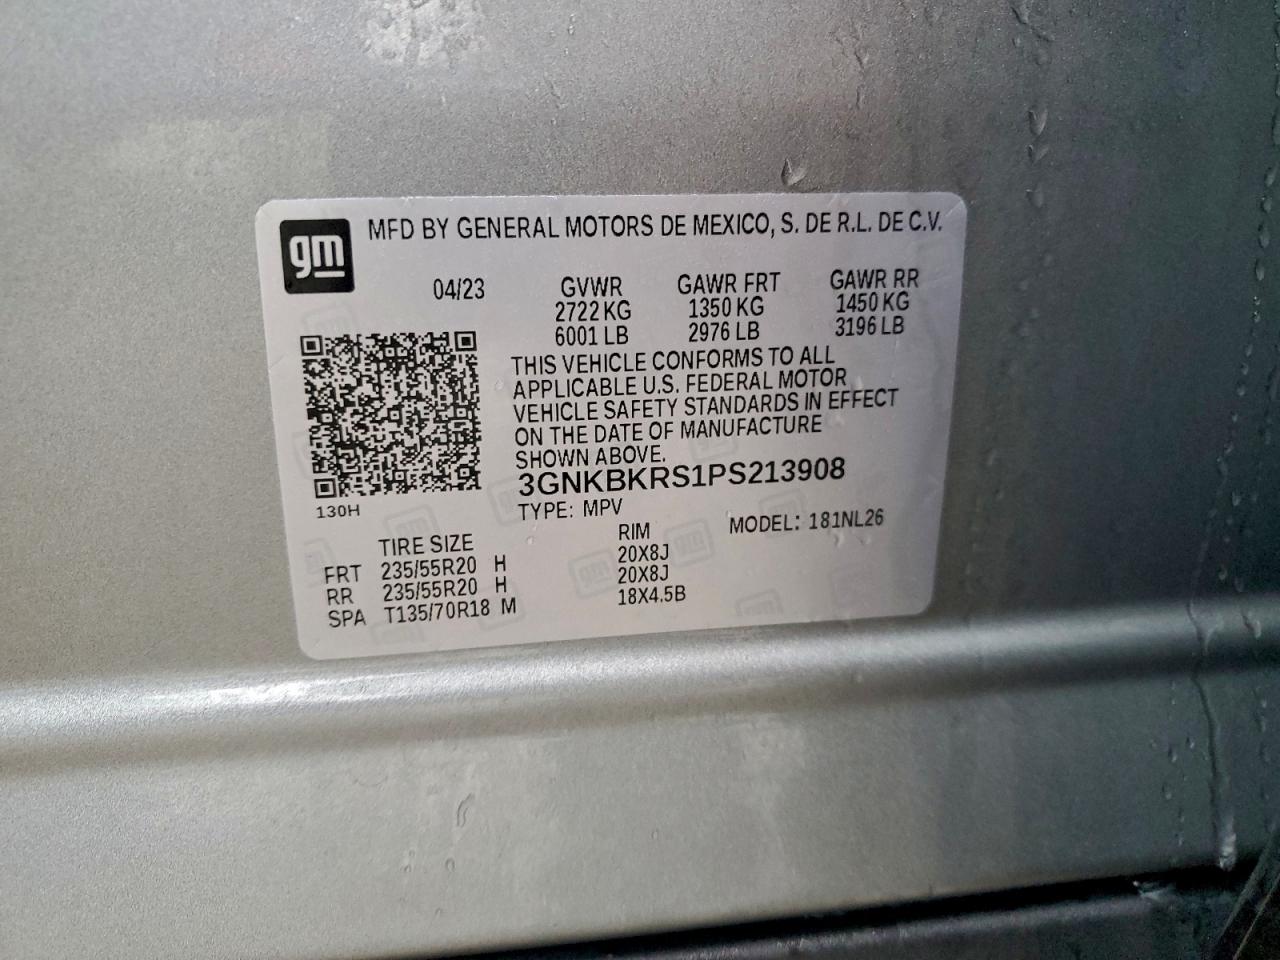 gm
MFD BY GENERAL MOTORS DE MEXICO, S. DE R.L. DE C.V.
04/23 GVWR GAWR FRT GAWR RR
2722 KG 1350 KG 1450 KG
6001 LB 2976 LB 3196 LB
THIS VEHICLE CONFORMS TO ALL
APPLICABLE U.S. FEDERAL MOTOR
VEHICLE SAFETY STANDARDS IN EFFECT
ON THE DATE OF MANUFACTURE
SHOWN ABOVE.
3GNKBKRS1PS213908
130H
TYPE: MPV MODEL: 181NL26
TIRE SIZE RIM
FRT 235/55R20 H 20X8J
RR 235/55R20 H 20X8J
SPA T135/70R18 M 18X4.5B